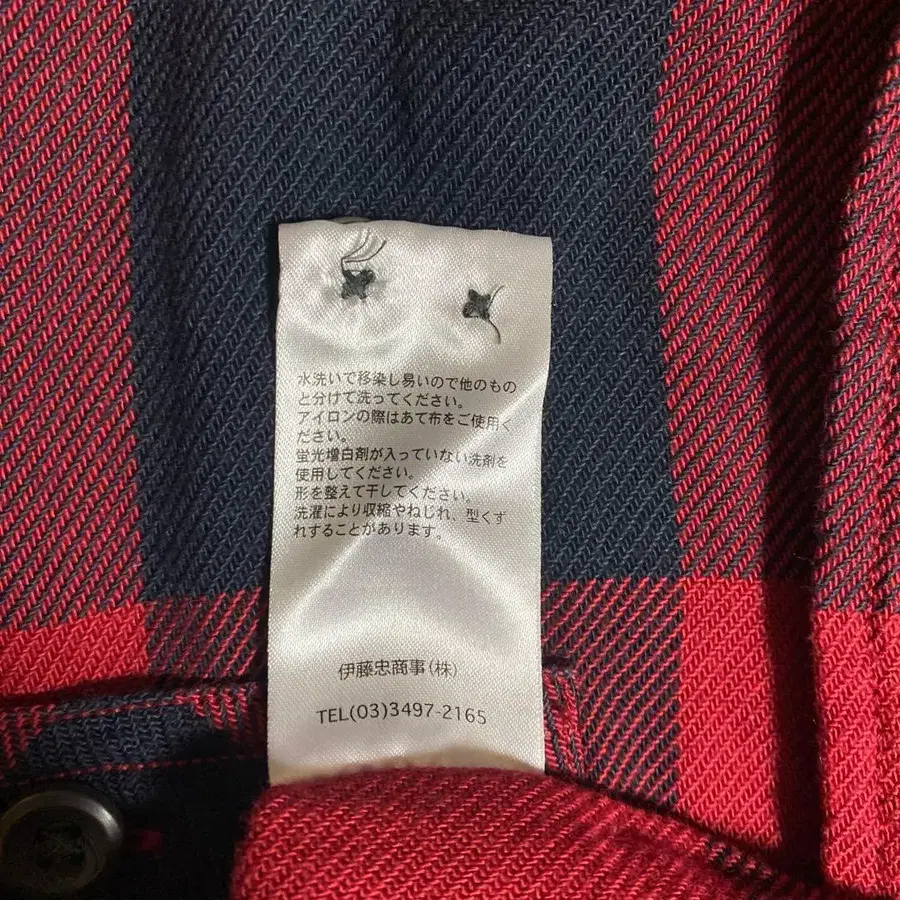 水洗いで移染し易いので他のもの
と分けて洗ってください。
アイロンの際はあて布をご使用く
ださい。
蛍光増白剤が入っていない洗剤を
使用してください。
形を整えて干してください。
洗濯により収縮やねじれ、型くず
れすることがあります。
伊藤忠商事(株)
TEL(03)3497-2165